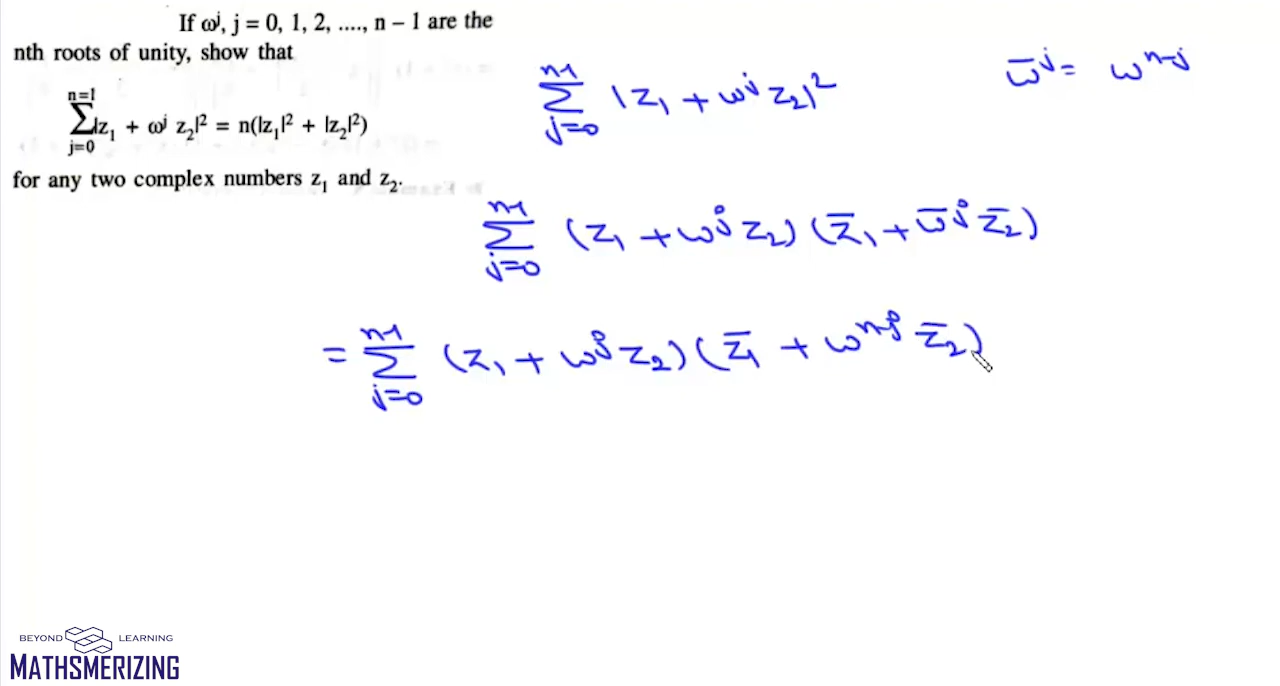 If ωʲ, j = 0, 1, 2, ...., n – 1 are the
nth roots of unity, show that
n=1
∑|z₁ + ωʲ z₂|² = n(|z₁|² + |z₂|²)
j=0
for any two complex numbers z₁ and z₂.
n-1
∑ |z₁ + ωʲ z₂|²
j=0
ω̄ʲ = ωⁿ⁻ʲ
n-1
∑ (z₁ + ωʲ z₂) (z̄₁ + ω̄ʲ z̄₂)
j=0
n-1
= ∑ (z₁ + ωʲ z₂) (z̄₁ + ωⁿ⁻ʲ z̄₂)
j=0
BEYOND LEARNING
MATHSMERIZING